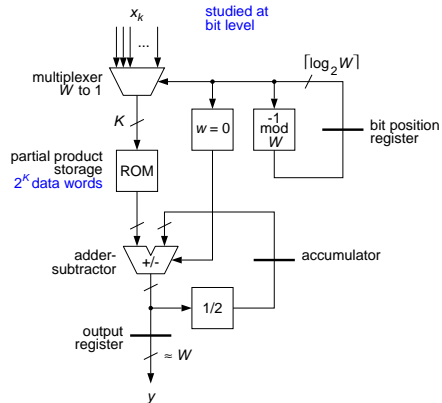 x_k
studied at
bit level
...
⌈log_2 W⌉
multiplexer
W to 1
K
w = 0
-1
mod
W
bit position
register
partial product
storage
2^K data words
ROM
adder-
subtractor
+/-
accumulator
1/2
output
register
≈ W
y